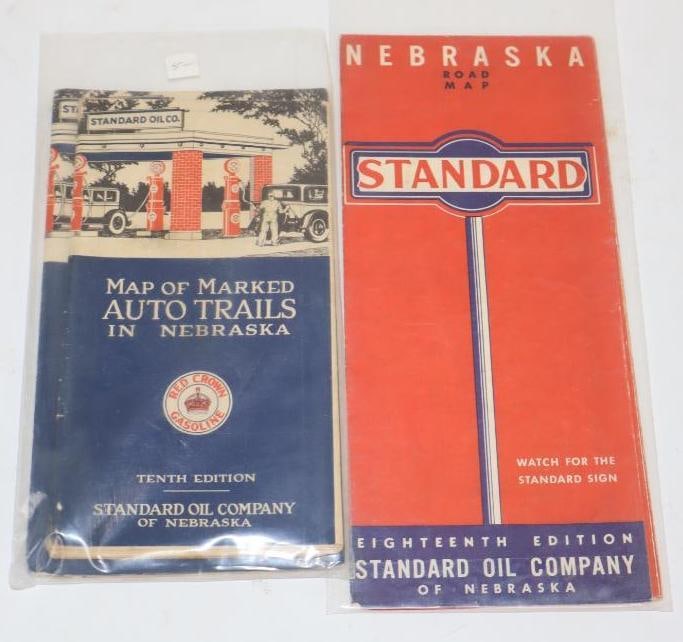 STANDARD OIL CO.
MAP OF MARKED
AUTO TRAILS
IN NEBRASKA
RED CROWN
GASOLINE
TENTH EDITION
STANDARD OIL COMPANY
OF NEBRASKA
NEBRASKA
ROAD
MAP
STANDARD
WATCH FOR THE
STANDARD SIGN
EIGHTEENTH EDITION
STANDARD OIL COMPANY
OF NEBRASKA